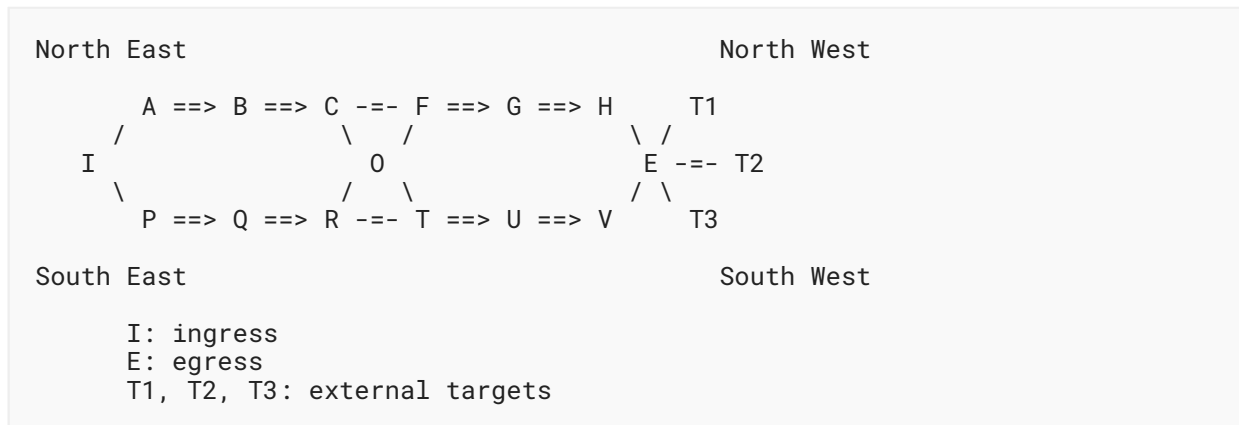 North East                                   North West

       A ==> B ==> C -=- F ==> G ==> H     T1
     /              \   /              \ /
   I                  O                 E -=- T2
     \              /   \              / \
       P ==> Q ==> R -=- T ==> U ==> V     T3

South East                                   South West

      I: ingress
      E: egress
      T1, T2, T3: external targets